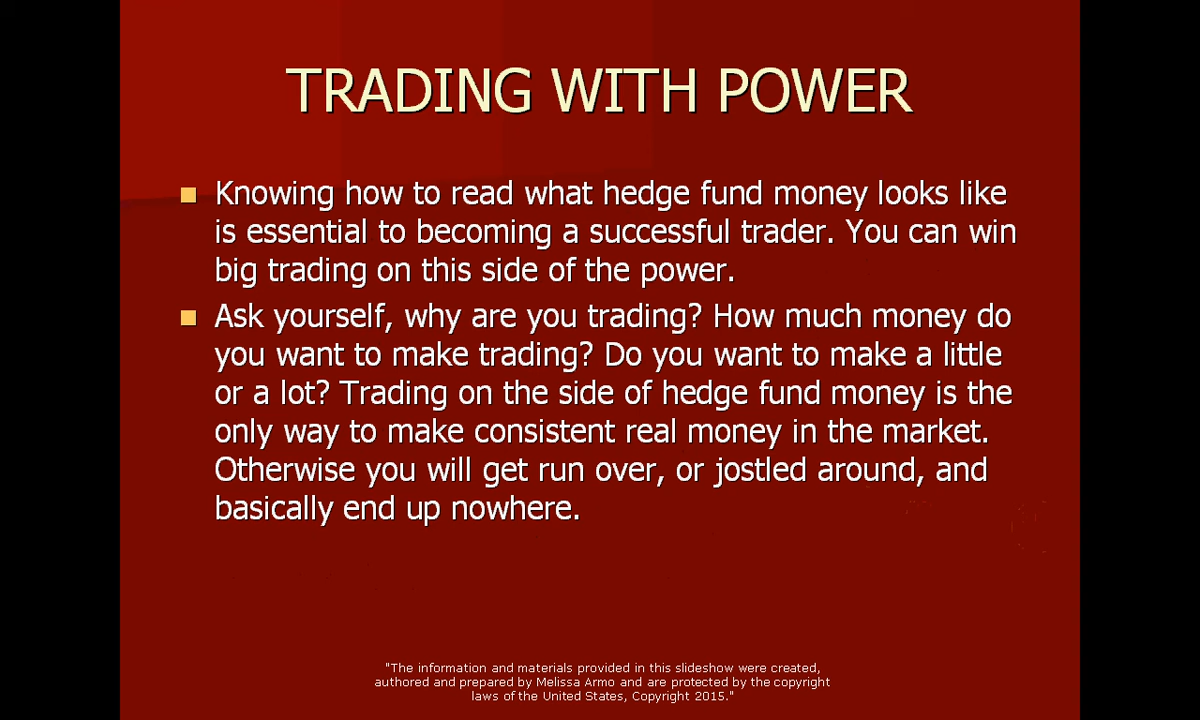 TRADING WITH POWER
Knowing how to read what hedge fund money looks like
is essential to becoming a successful trader. You can win
big trading on this side of the power.
Ask yourself, why are you trading? How much money do
you want to make trading? Do you want to make a little
or a lot? Trading on the side of hedge fund money is the
only way to make consistent real money in the market.
Otherwise you will get run over, or jostled around, and
basically end up nowhere.
"The information and materials provided in this slideshow were created,
authored and prepared by Melissa Armo and are protected by the copyright
laws of the United States, Copyright 2015."